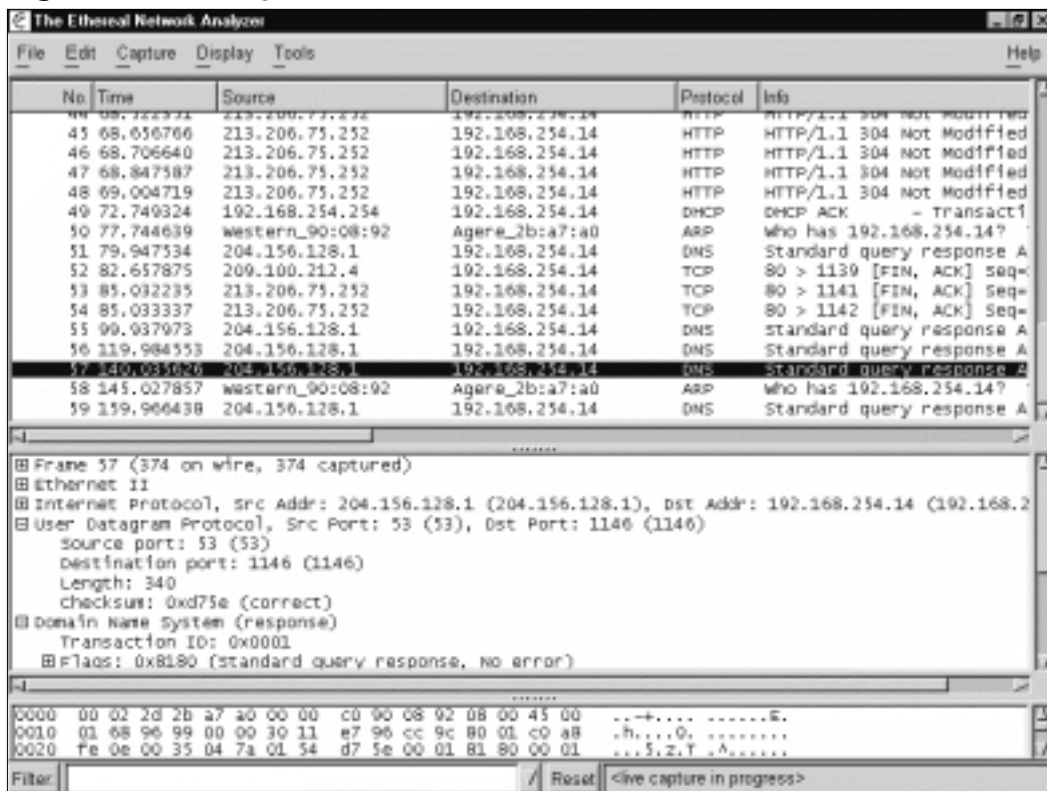 The Ethereal Network Analyzer
File Edit Capture Display Tools Help
No. Time Source Destination Protocol Info
44 68.522551 213.206.75.252 192.168.254.14 HTTP HTTP/1.1 304 Not Modified
45 68.656766 213.206.75.252 192.168.254.14 HTTP HTTP/1.1 304 Not Modified
46 68.706640 213.206.75.252 192.168.254.14 HTTP HTTP/1.1 304 Not Modified
47 68.847587 213.206.75.252 192.168.254.14 HTTP HTTP/1.1 304 Not Modified
48 69.004719 213.206.75.252 192.168.254.14 HTTP HTTP/1.1 304 Not Modified
49 72.749324 192.168.254.254 192.168.254.14 DHCP DHCP ACK - Transacti
50 77.744639 Western_90:08:92 Agere_2b:a7:a0 ARP Who has 192.168.254.14?
51 79.947534 204.156.128.1 192.168.254.14 DNS Standard query response A
52 82.657875 209.100.212.4 192.168.254.14 TCP 80 > 1139 [FIN, ACK] Seq=
53 85.032235 213.206.75.252 192.168.254.14 TCP 80 > 1141 [FIN, ACK] Seq=
54 85.033337 213.206.75.252 192.168.254.14 TCP 80 > 1142 [FIN, ACK] Seq=
55 99.937973 204.156.128.1 192.168.254.14 DNS Standard query response A
56 119.984553 204.156.128.1 192.168.254.14 DNS Standard query response A
57 140.035626 204.156.128.1 192.168.254.14 DNS Standard query response A
58 145.027857 Western_90:08:92 Agere_2b:a7:a0 ARP Who has 192.168.254.14?
59 159.966438 204.156.128.1 192.168.254.14 DNS Standard query response A
Frame 57 (374 on wire, 374 captured)
Ethernet II
Internet Protocol, Src Addr: 204.156.128.1 (204.156.128.1), Dst Addr: 192.168.254.14 (192.168.2
User Datagram Protocol, Src Port: 53 (53), Dst Port: 1146 (1146)
Source port: 53 (53)
Destination port: 1146 (1146)
Length: 340
Checksum: 0xd75e (correct)
Domain Name System (response)
Transaction ID: 0x0001
Flags: 0x8180 (Standard query response, No error)
0000 00 02 2d 2b a7 a0 00 00 c0 90 08 92 08 00 45 00 ..-+.... ......E.
0010 01 68 96 99 00 00 30 11 e7 96 cc 9c 80 01 c0 a8 .h....0. ........
0020 fe 0e 00 35 04 7a 01 54 d7 5e 00 01 81 80 00 01 ...5.z.T .^......
Filter: / Reset <live capture in progress>